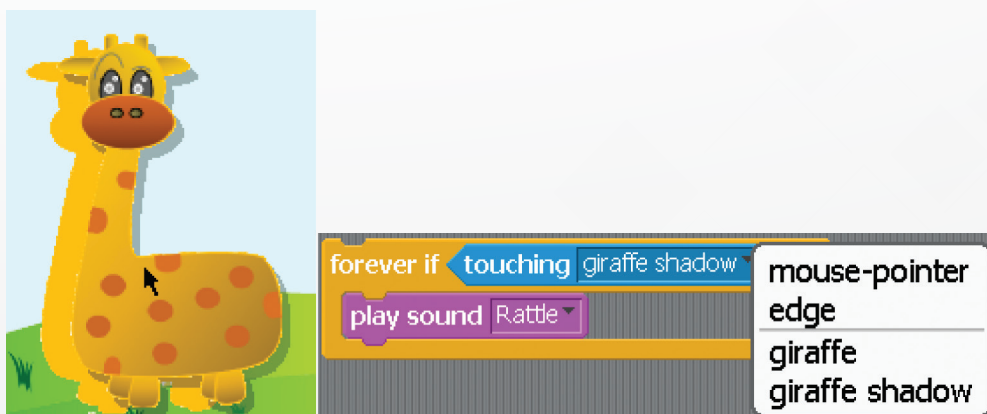 forever if touching giraffe shadow
play sound Rattle
mouse-pointer
edge
giraffe
giraffe shadow